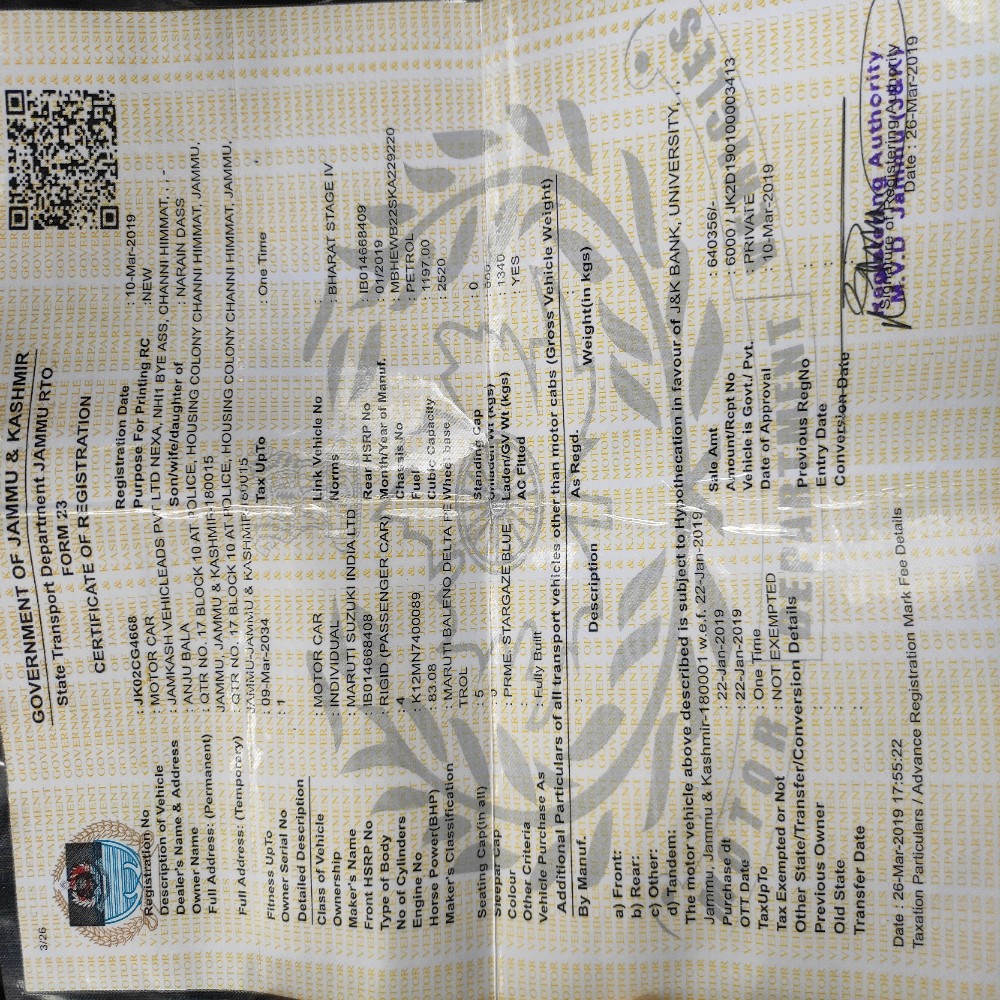 3/26
GOVERNMENT OF JAMMU & KASHMIR
State Transport Department JAMMU RTO
FORM 23
CERTIFICATE OF REGISTRATION
Registration No : JK02CG4668 Registration Date : 10-Mar-2019
Description of Vehicle : MOTOR CAR Purpose For Printing RC :NEW
Dealer's Name & Address : JAMKASH VEHICLEADS PVT LTD NEXA, NH1 BYE ASS, CHANNI HIMMAT, , -
Owner Name : ANJU BALA Son/wife/daughter of : NARAIN DASS
Full Address: (Permanent) : QTR NO. 17 BLOCK 10 AT POLICE, HOUSING COLONY CHANNI HIMMAT, JAMMU,
JAMMU, JAMMU & KASHMIR-180015
Full Address: (Temporary) : QTR NO. 17 BLOCK 10 AT POLICE, HOUSING COLONY CHANNI HIMMAT, JAMMU,
JAMMU-JAMMU & KASHMIR-180015
Fitness UpTo : 09-Mar-2034 Tax UpTo : One Time
Owner Serial No : 1
Detailed Description
Class of Vehicle : MOTOR CAR Link Vehicle No :
Ownership : INDIVIDUAL Norms : BHARAT STAGE IV
Maker's Name : MARUTI SUZUKI INDIA LTD
Front HSRP No : IB014668408 Rear HSRP No : IB014668409
Type of Body : RIGID (PASSENGER CAR) Month/Year of Manuf. : 01/2019
No of Cylinders : 4 Chassis No : MBHEWB22SKA229220
Engine No : K12MN7400089 Fuel : PETROL
Horse Power(BHP) : 83.08 Cubic Capacity : 1197.00
Maker's Classification : MARUTI BALENO DELTA PE Wheel base : 2520
TROL
Seating Cap(in all) : 5 Standing Cap : 0
Sleeper Cap Unladen Wt (kgs)
Colour : PRME. STARGAZE BLUE Laden/GV Wt (kgs) : 1340
Other Criteria : AC Fitted : YES
Vehicle Purchase As : Fully Built
Additional Particulars of all transport vehicles other than motor cabs (Gross Vehicle Weight)
By Manuf. : As Regd. :
Description Weight(in kgs)
a) Front:
b) Rear:
c) Other:
d) Tandem:
The motor vehicle above described is subject to Hypothecation in favour of J&K BANK, UNIVERSITY, , ,
Jammu, Jammu & Kashmir-180001 w.e.f. 22-Jan-2019.
Purchase dt : 22-Jan-2019 Sale Amt : 640356/-
OTT Date : 22-Jan-2019 Amount/Rcpt No : 6000 / JK2D190100003413
TaxUpTo : One Time Vehicle is Govt./ Pvt. : PRIVATE
Tax Exempted or Not : NOT EXEMPTED Date of Approval : 10-Mar-2019
Other State/Transfer/Conversion Details
Previous Owner : Previous RegNo :
Old State : Entry Date :
Transfer Date : Conversion Date
Registering Authority
M.V.D Jammu (J&K)
Signature of Registering Authority
Date : 26-Mar-2019 17:55:22 Date : 26-Mar-2019
Taxation Particulars / Advance Registration Mark Fee Details
MOTOR VEHICLES DEPARTMENT